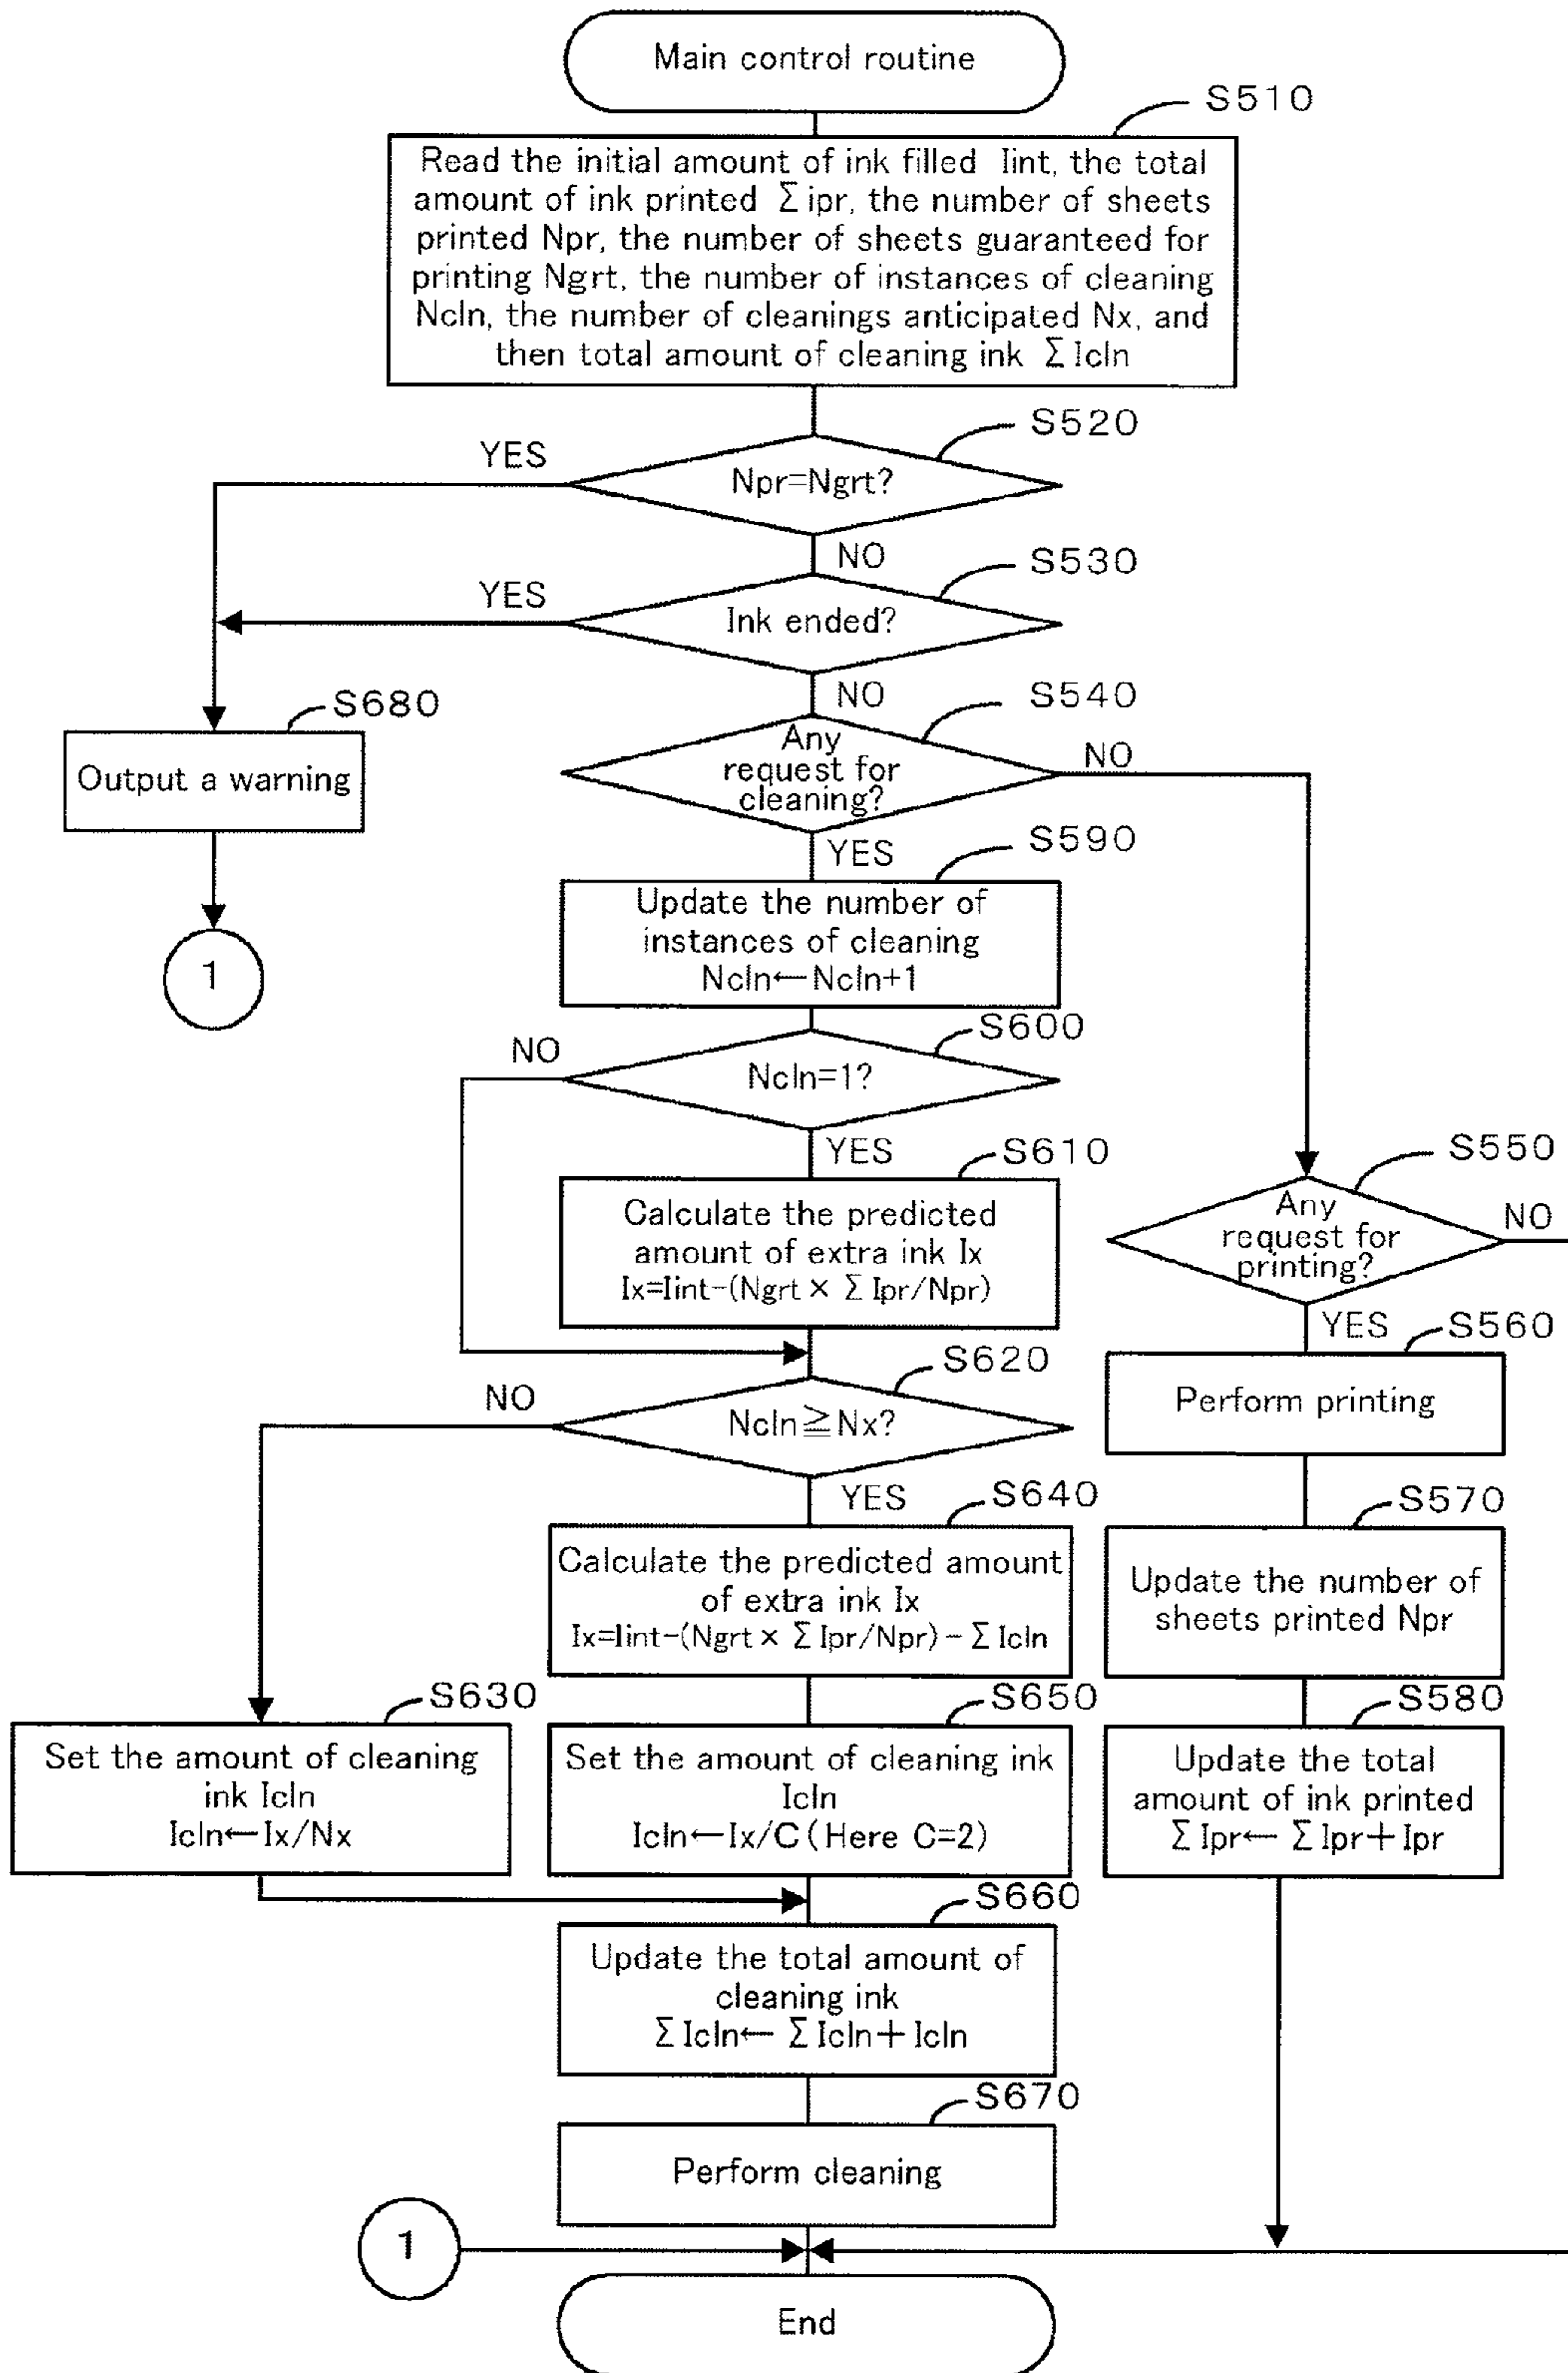 Main control routine
S510
Read the initial amount of ink filled Iint, the total
amount of ink printed Σipr, the number of sheets
printed Npr, the number of sheets guaranteed for
printing Ngrt, the number of instances of cleaning
Ncln, the number of cleanings anticipated Nx, and
then total amount of cleaning ink ΣIcln
S520
YES
Npr=Ngrt?
NO
S530
YES
Ink ended?
NO
S540
S680
Any
request for
cleaning?
NO
Output a warning
YES
S590
Update the number of
instances of cleaning
Ncln←Ncln+1
1
S600
NO
Ncln=1?
YES
S610
S550
Calculate the predicted
amount of extra ink Ix
Ix=Iint-(Ngrt×ΣIpr/Npr)
Any
request for
printing?
NO
YES
S560
S620
NO
Ncln≧Nx?
Perform printing
YES
S640
S570
Calculate the predicted amount
of extra ink Ix
Ix=Iint-(Ngrt×ΣIpr/Npr)-ΣIcln
Update the number of
sheets printed Npr
S630
S650
S580
Set the amount of cleaning
ink Icln
Icln←Ix/Nx
Set the amount of cleaning ink
Icln
Icln←Ix/C(Here C=2)
Update the total
amount of ink printed
ΣIpr←ΣIpr+Ipr
S660
Update the total amount of
cleaning ink
ΣIcln←ΣIcln+Icln
S670
Perform cleaning
1
End